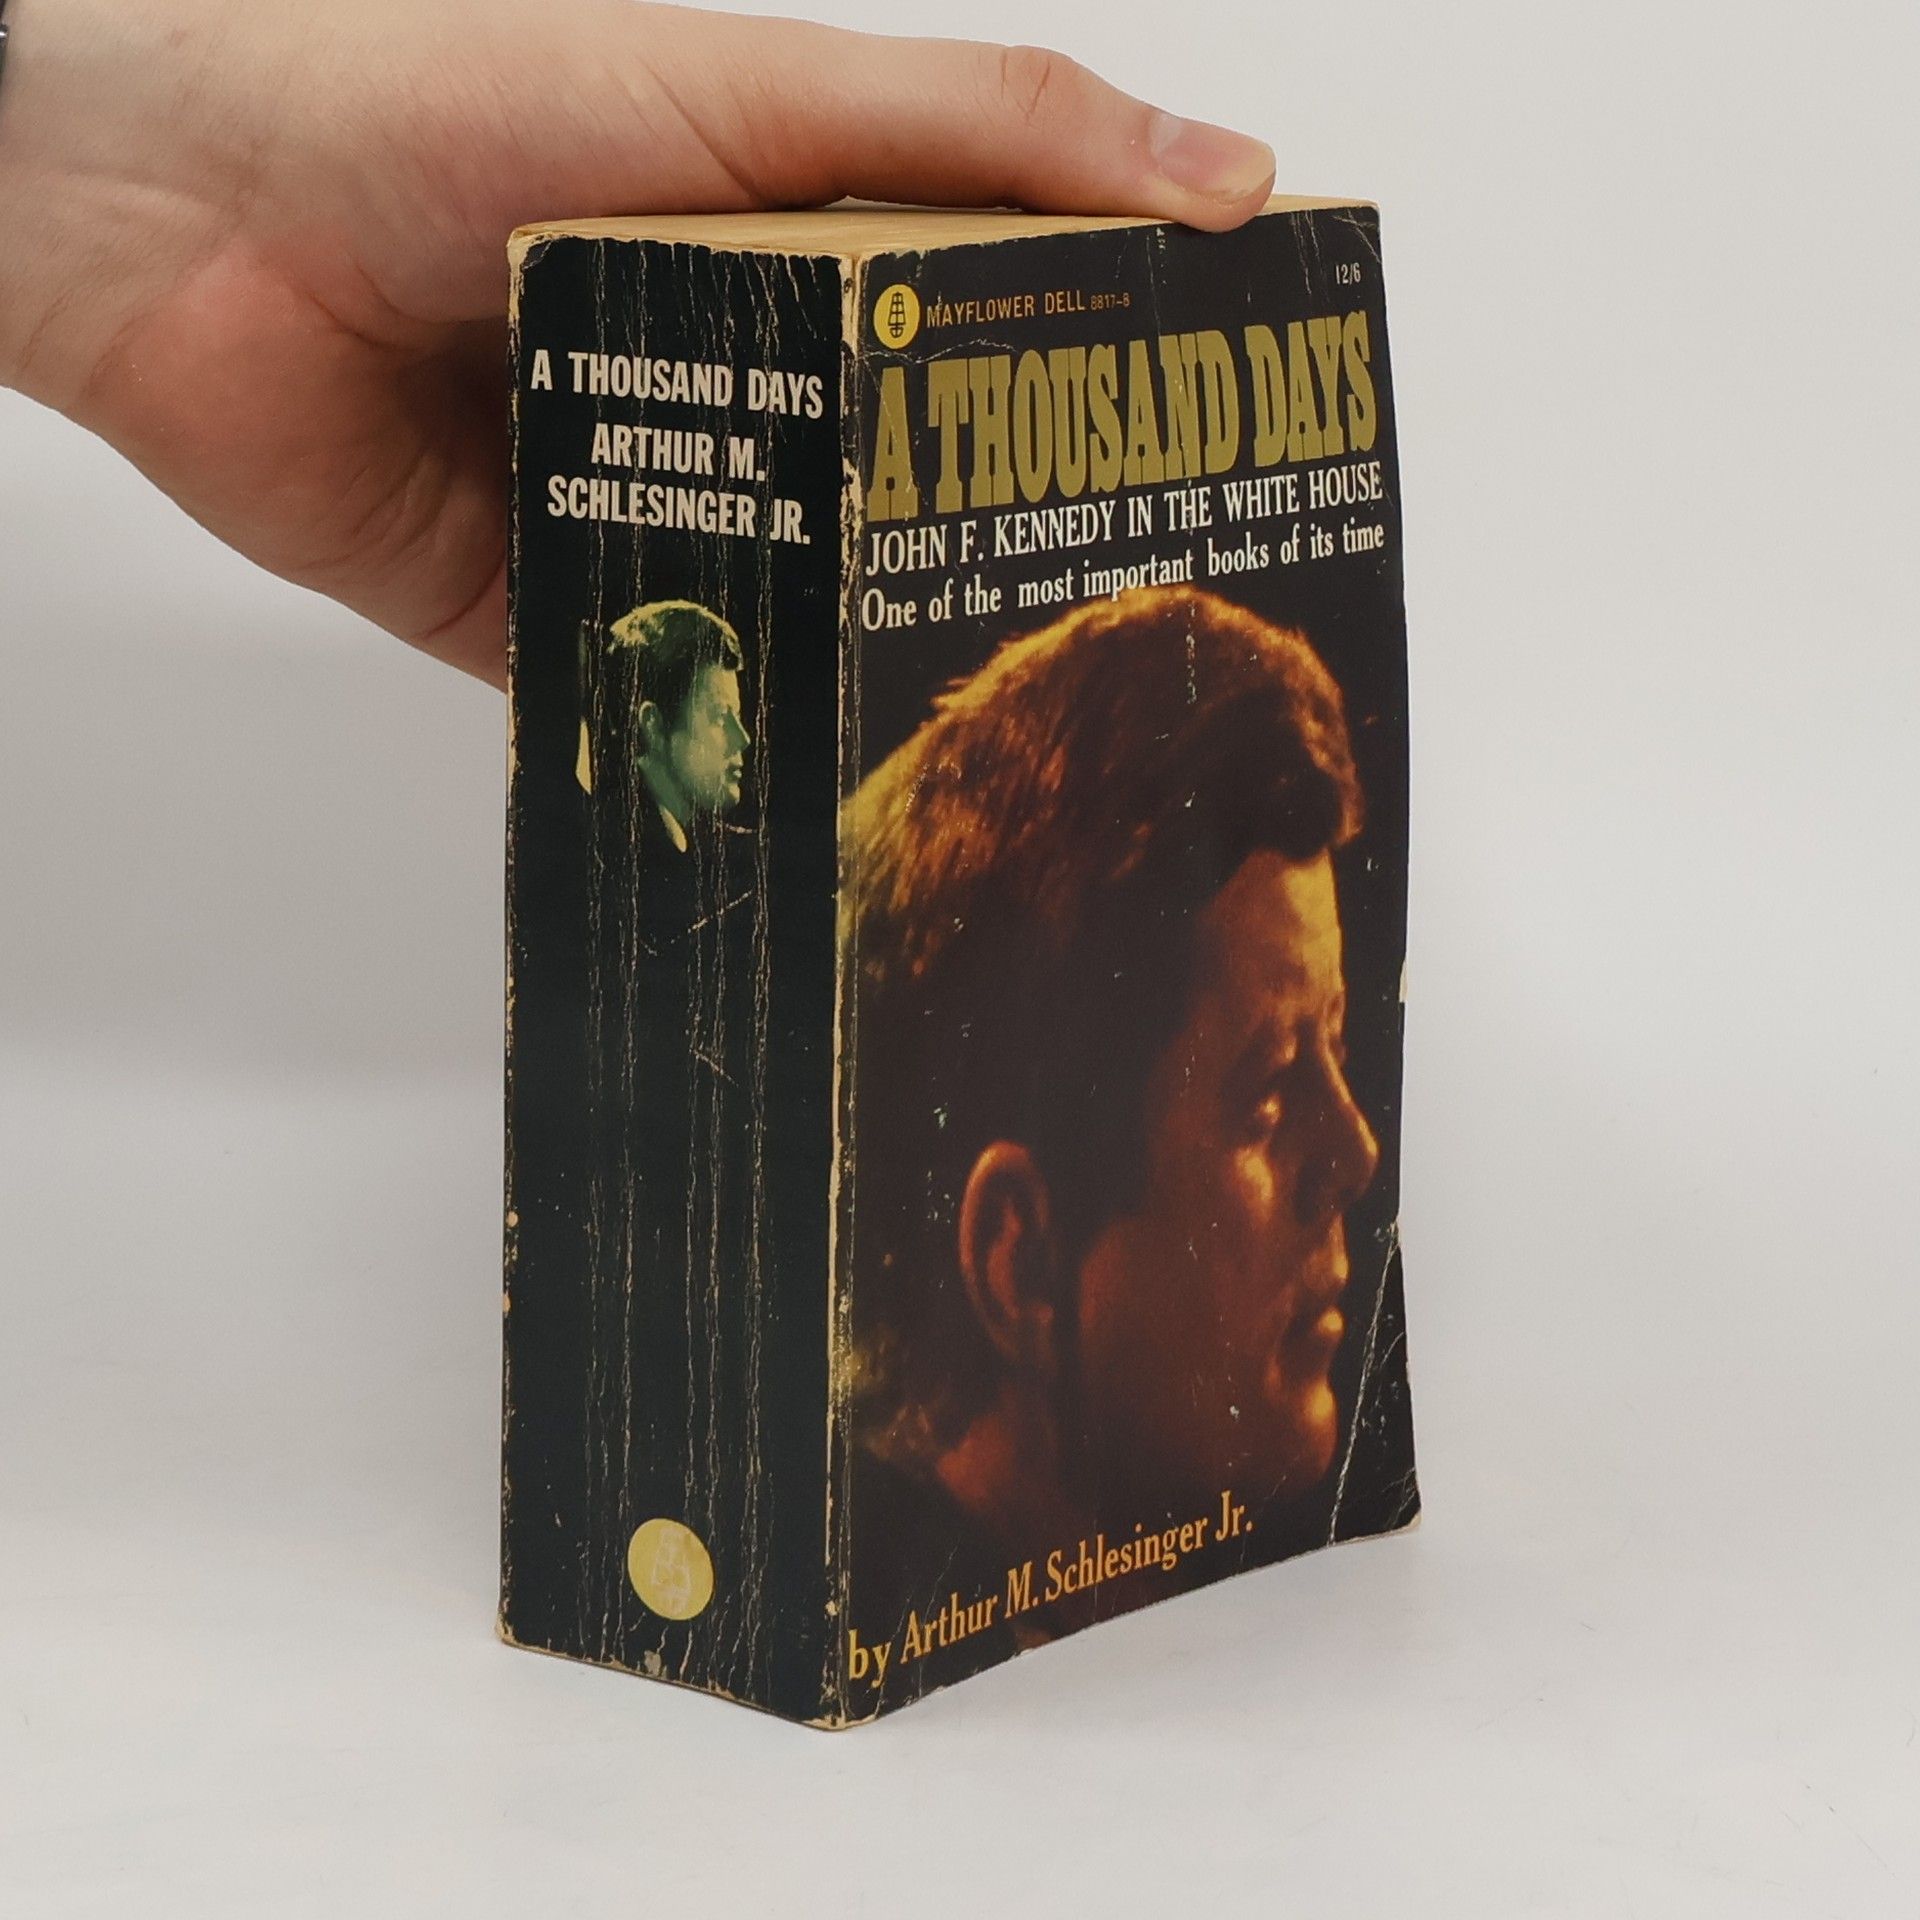 A THOUSAND DAYS
ARTHUR M.
SCHLESINGER JR.
MAYFLOWER DELL 8817-8
12/6
A THOUSAND DAYS
JOHN F. KENNEDY IN THE WHITE HOUSE
One of the most important books of its time
by Arthur M. Schlesinger Jr.